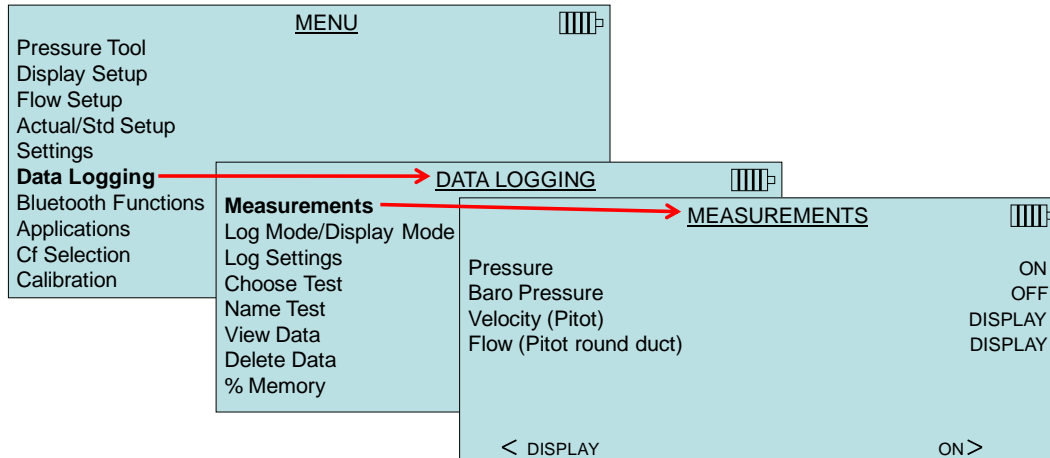 MENU
Pressure Tool
Display Setup
Flow Setup
Actual/Std Setup
Settings
Data Logging
Bluetooth Functions
Applications
Cf Selection
Calibration
DATA LOGGING
Measurements
Log Mode/Display Mode
Log Settings
Choose Test
Name Test
View Data
Delete Data
% Memory
MEASUREMENTS
Pressure ON
Baro Pressure OFF
Velocity (Pitot) DISPLAY
Flow (Pitot round duct) DISPLAY
< DISPLAY ON >